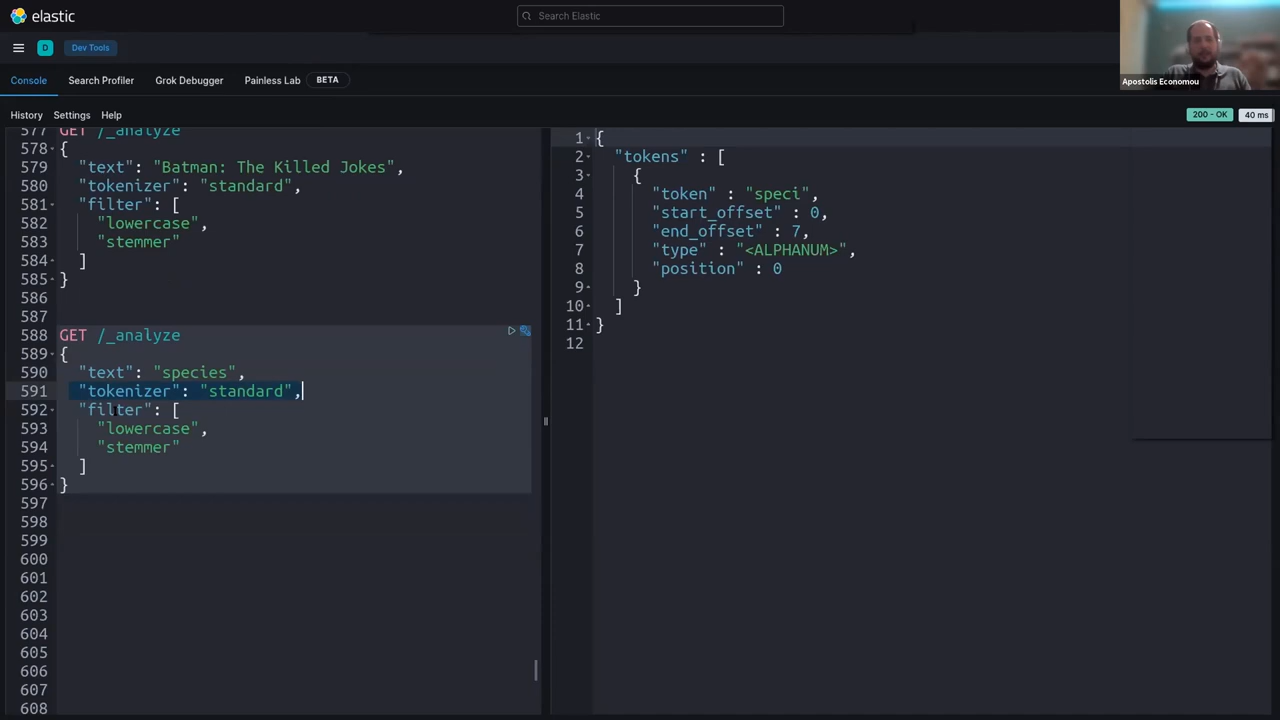 elastic
Search Elastic
D
Dev Tools
Apostolis Economou
Console
Search Profiler
Grok Debugger
Painless Lab
BETA
History
Settings
Help
200 - OK
40 ms
577 GET /_analyze
578 {
579 "text": "Batman: The Killed Jokes",
580 "tokenizer": "standard",
581 "filter": [
582 "lowercase",
583 "stemmer"
584 ]
585 }
586
587
588 GET /_analyze
589 {
590 "text": "species",
591 "tokenizer": "standard",
592 "filter": [
593 "lowercase",
594 "stemmer"
595 ]
596 }
597
598
599
600
601
602
603
604
605
606
607
608
1 {
2 "tokens" : [
3 {
4 "token" : "speci",
5 "start_offset" : 0,
6 "end_offset" : 7,
7 "type" : "<ALPHANUM>",
8 "position" : 0
9 }
10 ]
11 }
12